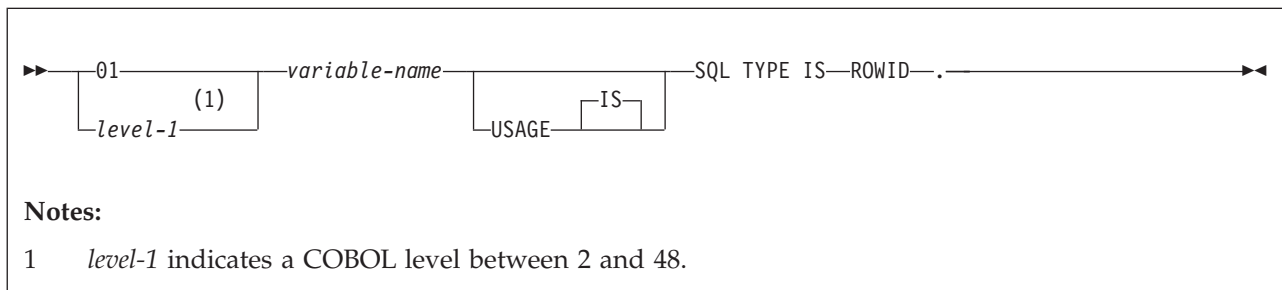 01 variable-name SQL TYPE IS ROWID .
(1) IS
level-1 USAGE
Notes:
1 level-1 indicates a COBOL level between 2 and 48.